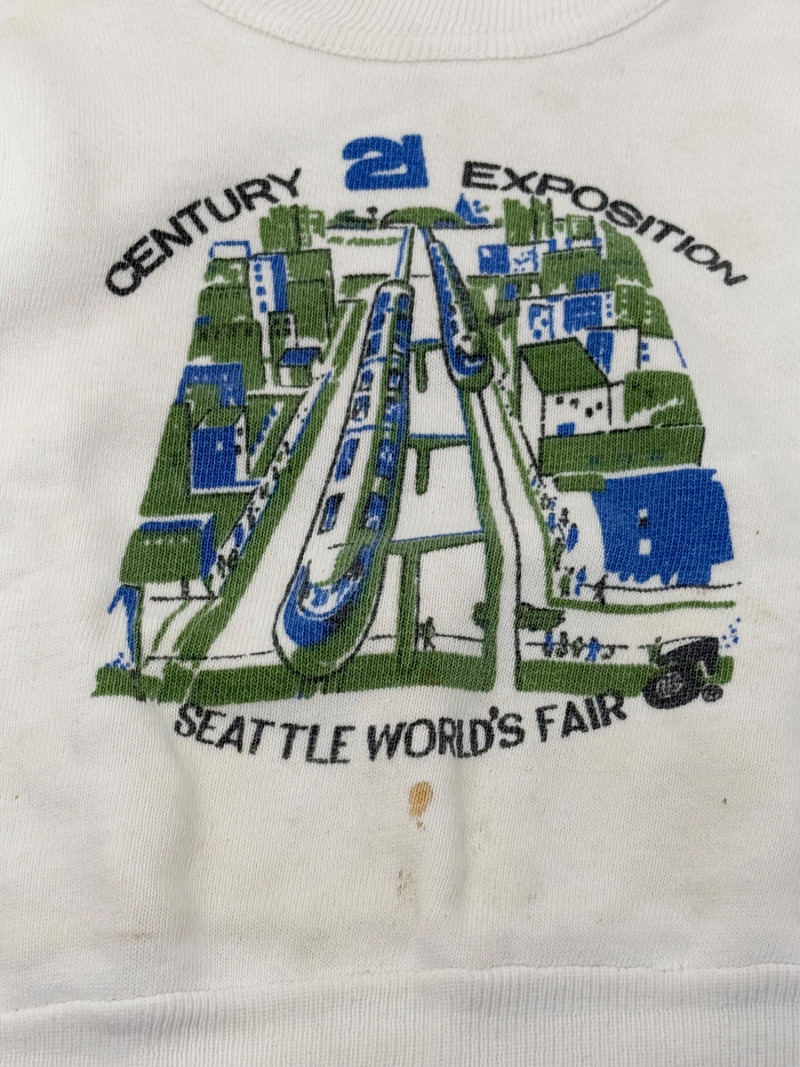 CENTURY 21 EXPOSITION
SEATTLE WORLD'S FAIR